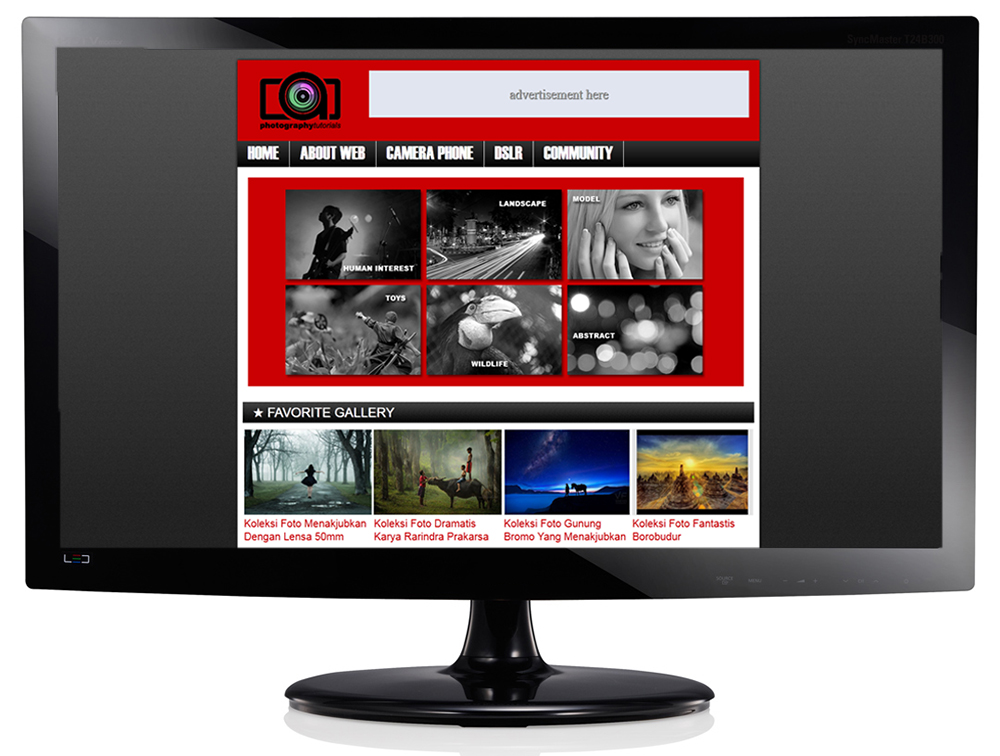 SyncMaster T24B300
advertisement here
photographytutorials
HOME
ABOUT WEB
CAMERA PHONE
DSLR
COMMUNITY
HUMAN INTEREST
LANDSCAPE
MODEL
TOYS
WILDLIFE
ABSTRACT
★ FAVORITE GALLERY
Koleksi Foto Menakjubkan
Dengan Lensa 50mm
Koleksi Foto Dramatis
Karya Rarindra Prakarsa
Koleksi Foto Gunung
Bromo Yang Menakjubkan
Koleksi Foto Fantastis
Borobudur
LED
SOURCE
MENU